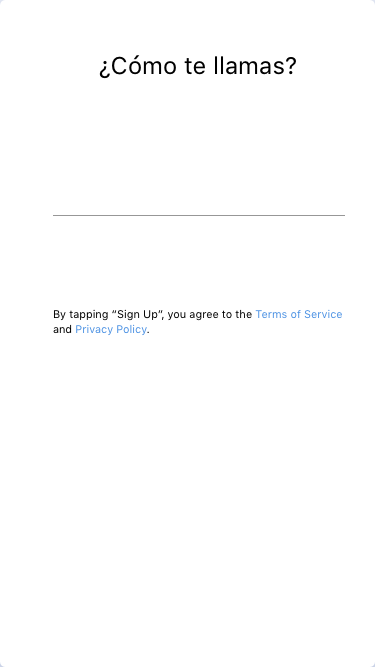 ¿Cómo te llamas?
By tapping “Sign Up”, you agree to the Terms of Service
and Privacy Policy.